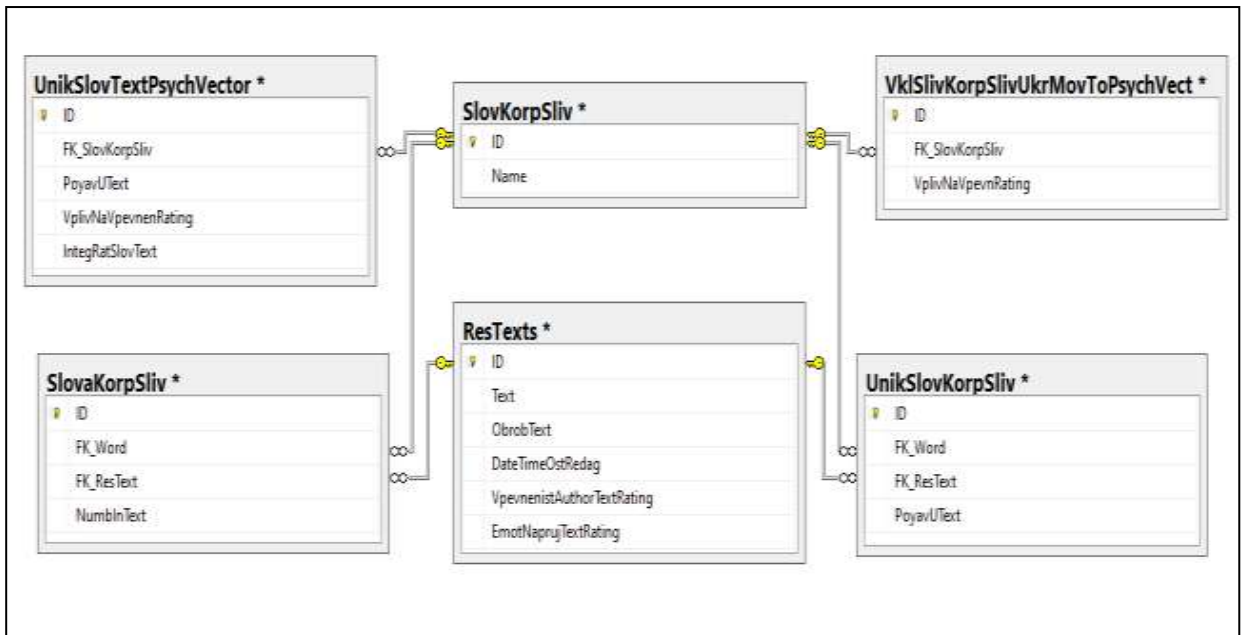 UnikSlovTextPsychVector *
ID
FK_SlovKorpSliv
PoyavUText
VplivNaVpevnenRating
IntegRatSlovText
SlovKorpSliv *
ID
Name
VklSlivKorpSlivUkrMovToPsychVect *
ID
FK_SlovKorpSliv
VplivNaVpevnRating
SlovaKorpSliv *
ID
FK_Word
FK_ResText
NumbInText
ResTexts *
ID
Text
ObrobText
DateTimeOstRedag
VpevnenistAuthorTextRating
EmotNaprujTextRating
UnikSlovKorpSliv *
ID
FK_Word
FK_ResText
PoyavUText